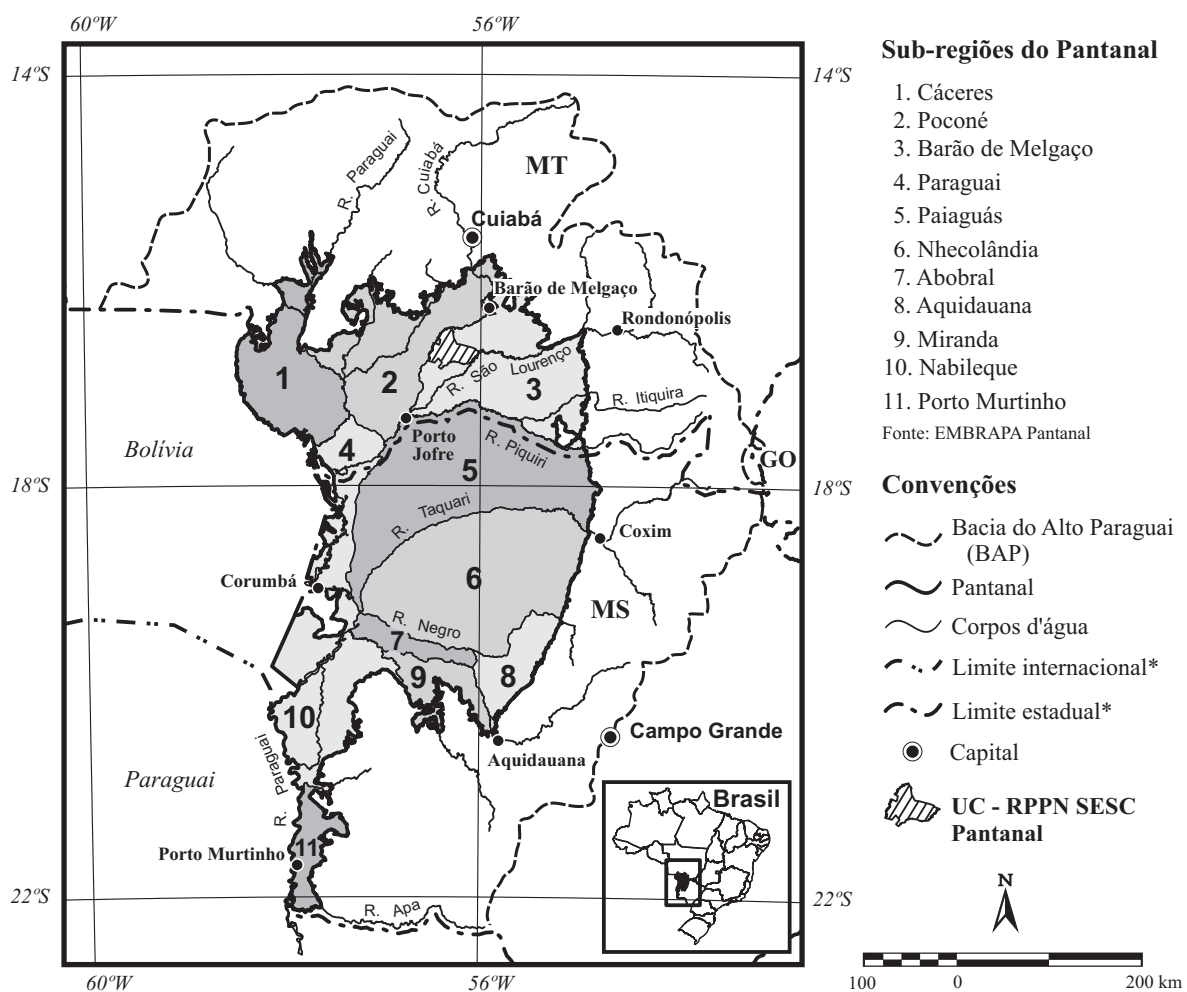 60ºW
56ºW
14ºS
14ºS
MT
R. Paraguai
R. Cuiabá
Cuiabá
Barão de Melgaço
Rondonópolis
1
2
R. São Lourenço
3
R. Itiquira
Bolívia
4
Porto
Jofre
R. Piquiri
5
GO
18ºS
18ºS
R. Taquari
Coxim
Corumbá
6
MS
R. Negro
7
9
8
10
Campo Grande
Aquidauana
Paraguai
R. Paraguai
Porto Murtinho
11
22ºS
22ºS
R. Apa
60ºW
56ºW
Brasil
Sub-regiões do Pantanal
1. Cáceres
2. Poconé
3. Barão de Melgaço
4. Paraguai
5. Paiaguás
6. Nhecolândia
7. Abobral
8. Aquidauana
9. Miranda
10. Nabileque
11. Porto Murtinho
Fonte: EMBRAPA Pantanal
Convenções
Bacia do Alto Paraguai
(BAP)
Pantanal
Corpos d'água
Limite internacional*
Limite estadual*
Capital
UC - RPPN SESC
Pantanal
N
100 0 200 km